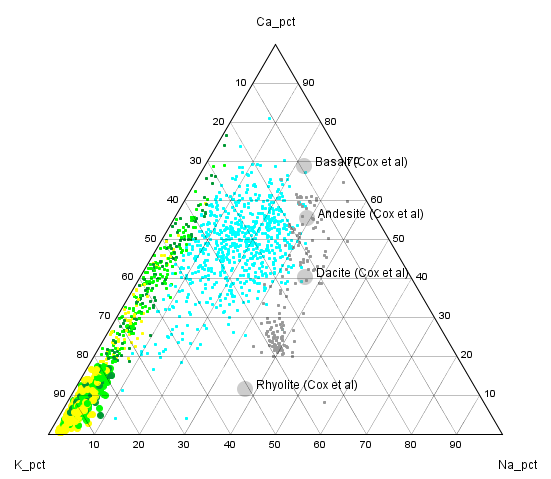 Ca_pct
10 90
20 80
30 Basalt (Cox et al) 70
40 60
Andesite (Cox et al)
50 50
60 Dacite (Cox et al) 40
70 30
80 20
Rhyolite (Cox et al)
90 10
10 20 30 40 50 60 70 80 90
K_pct Na_pct